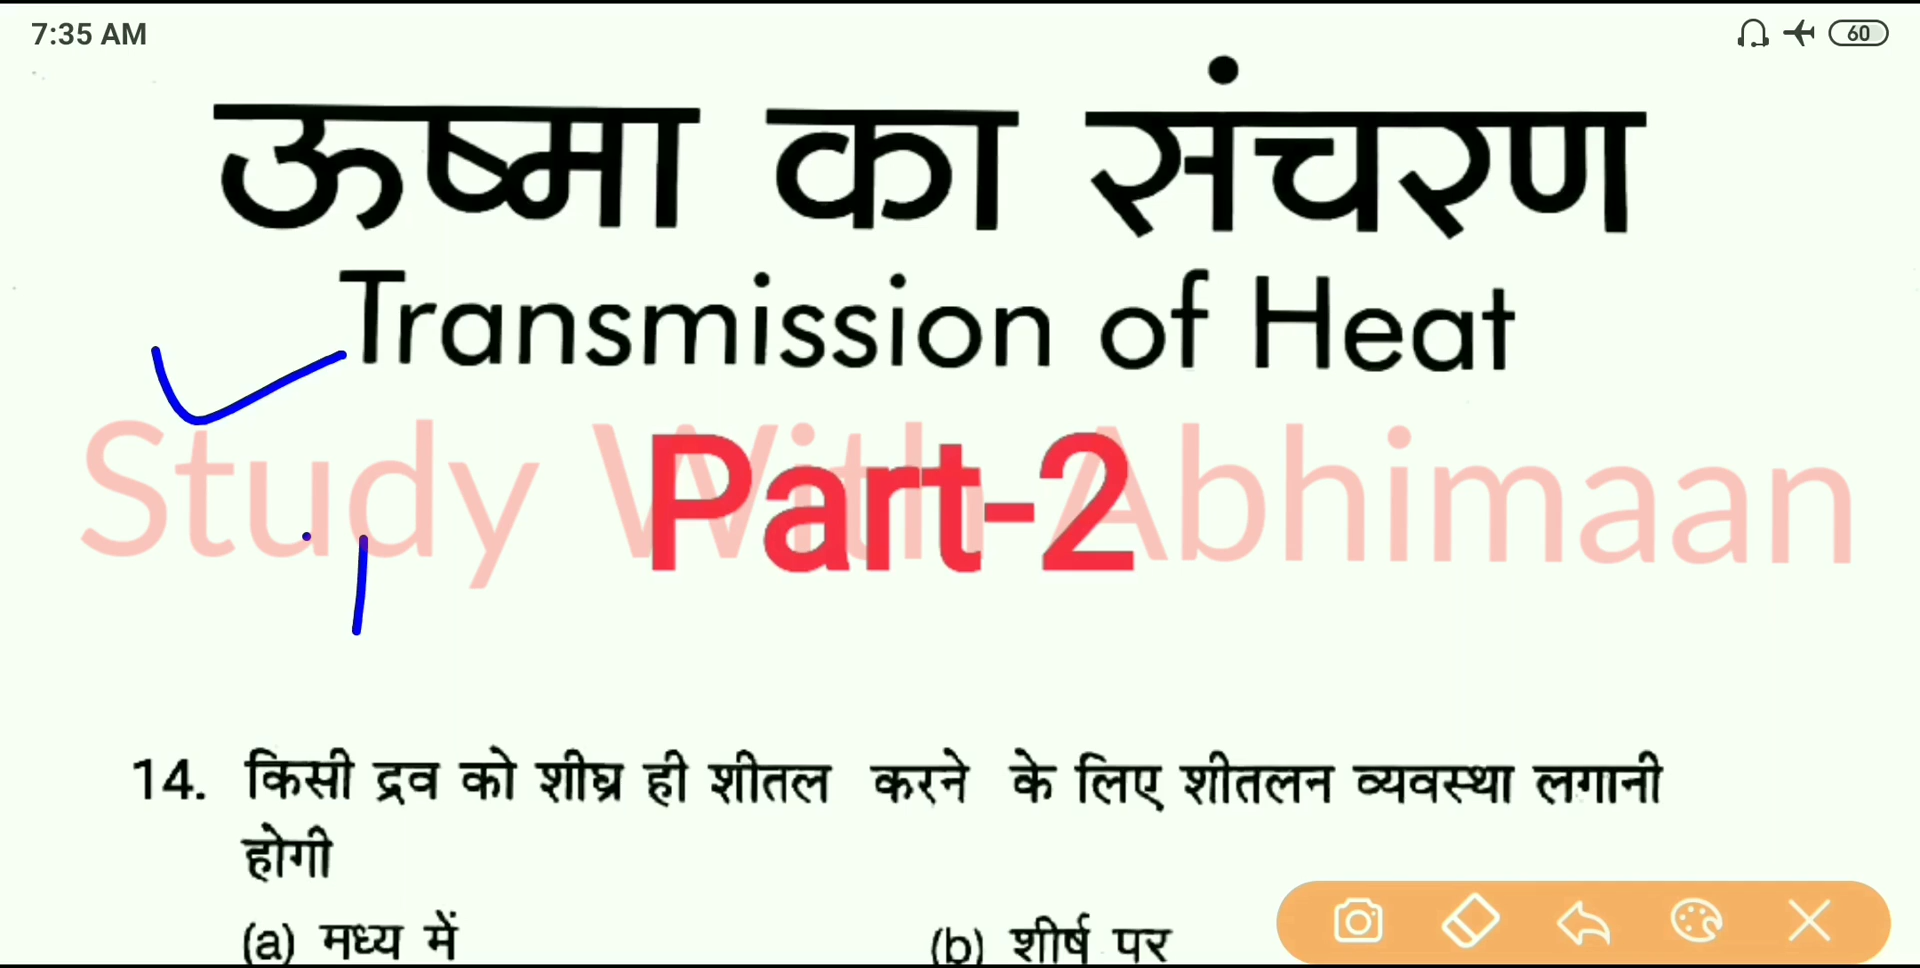 7:35 AM
60
ऊष्मा का संचरण
Transmission of Heat
Study With Abhimaan
Part-2
14. किसी द्रव को शीघ्र ही शीतल करने के लिए शीतलन व्यवस्था लगानी
होगी
(a) मध्य में (b) शीर्ष पर